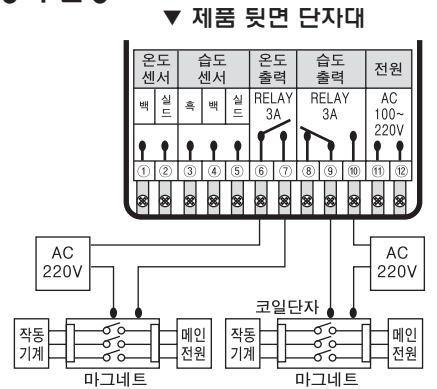 ▼ 제품 뒷면 단자대
온도 센서 습도 센서 온도 출력 습도 출력 전원
백 실드 흑 백 실드 RELAY 3A RELAY 3A AC 100~ 220V
① ② ③ ④ ⑤ ⑥ ⑦ ⑧ ⑨ ⑩ ⑪ ⑫
AC 220V
AC 220V
코일단자
작동 기계 메인 전원 작동 기계 메인 전원
마그네트 마그네트